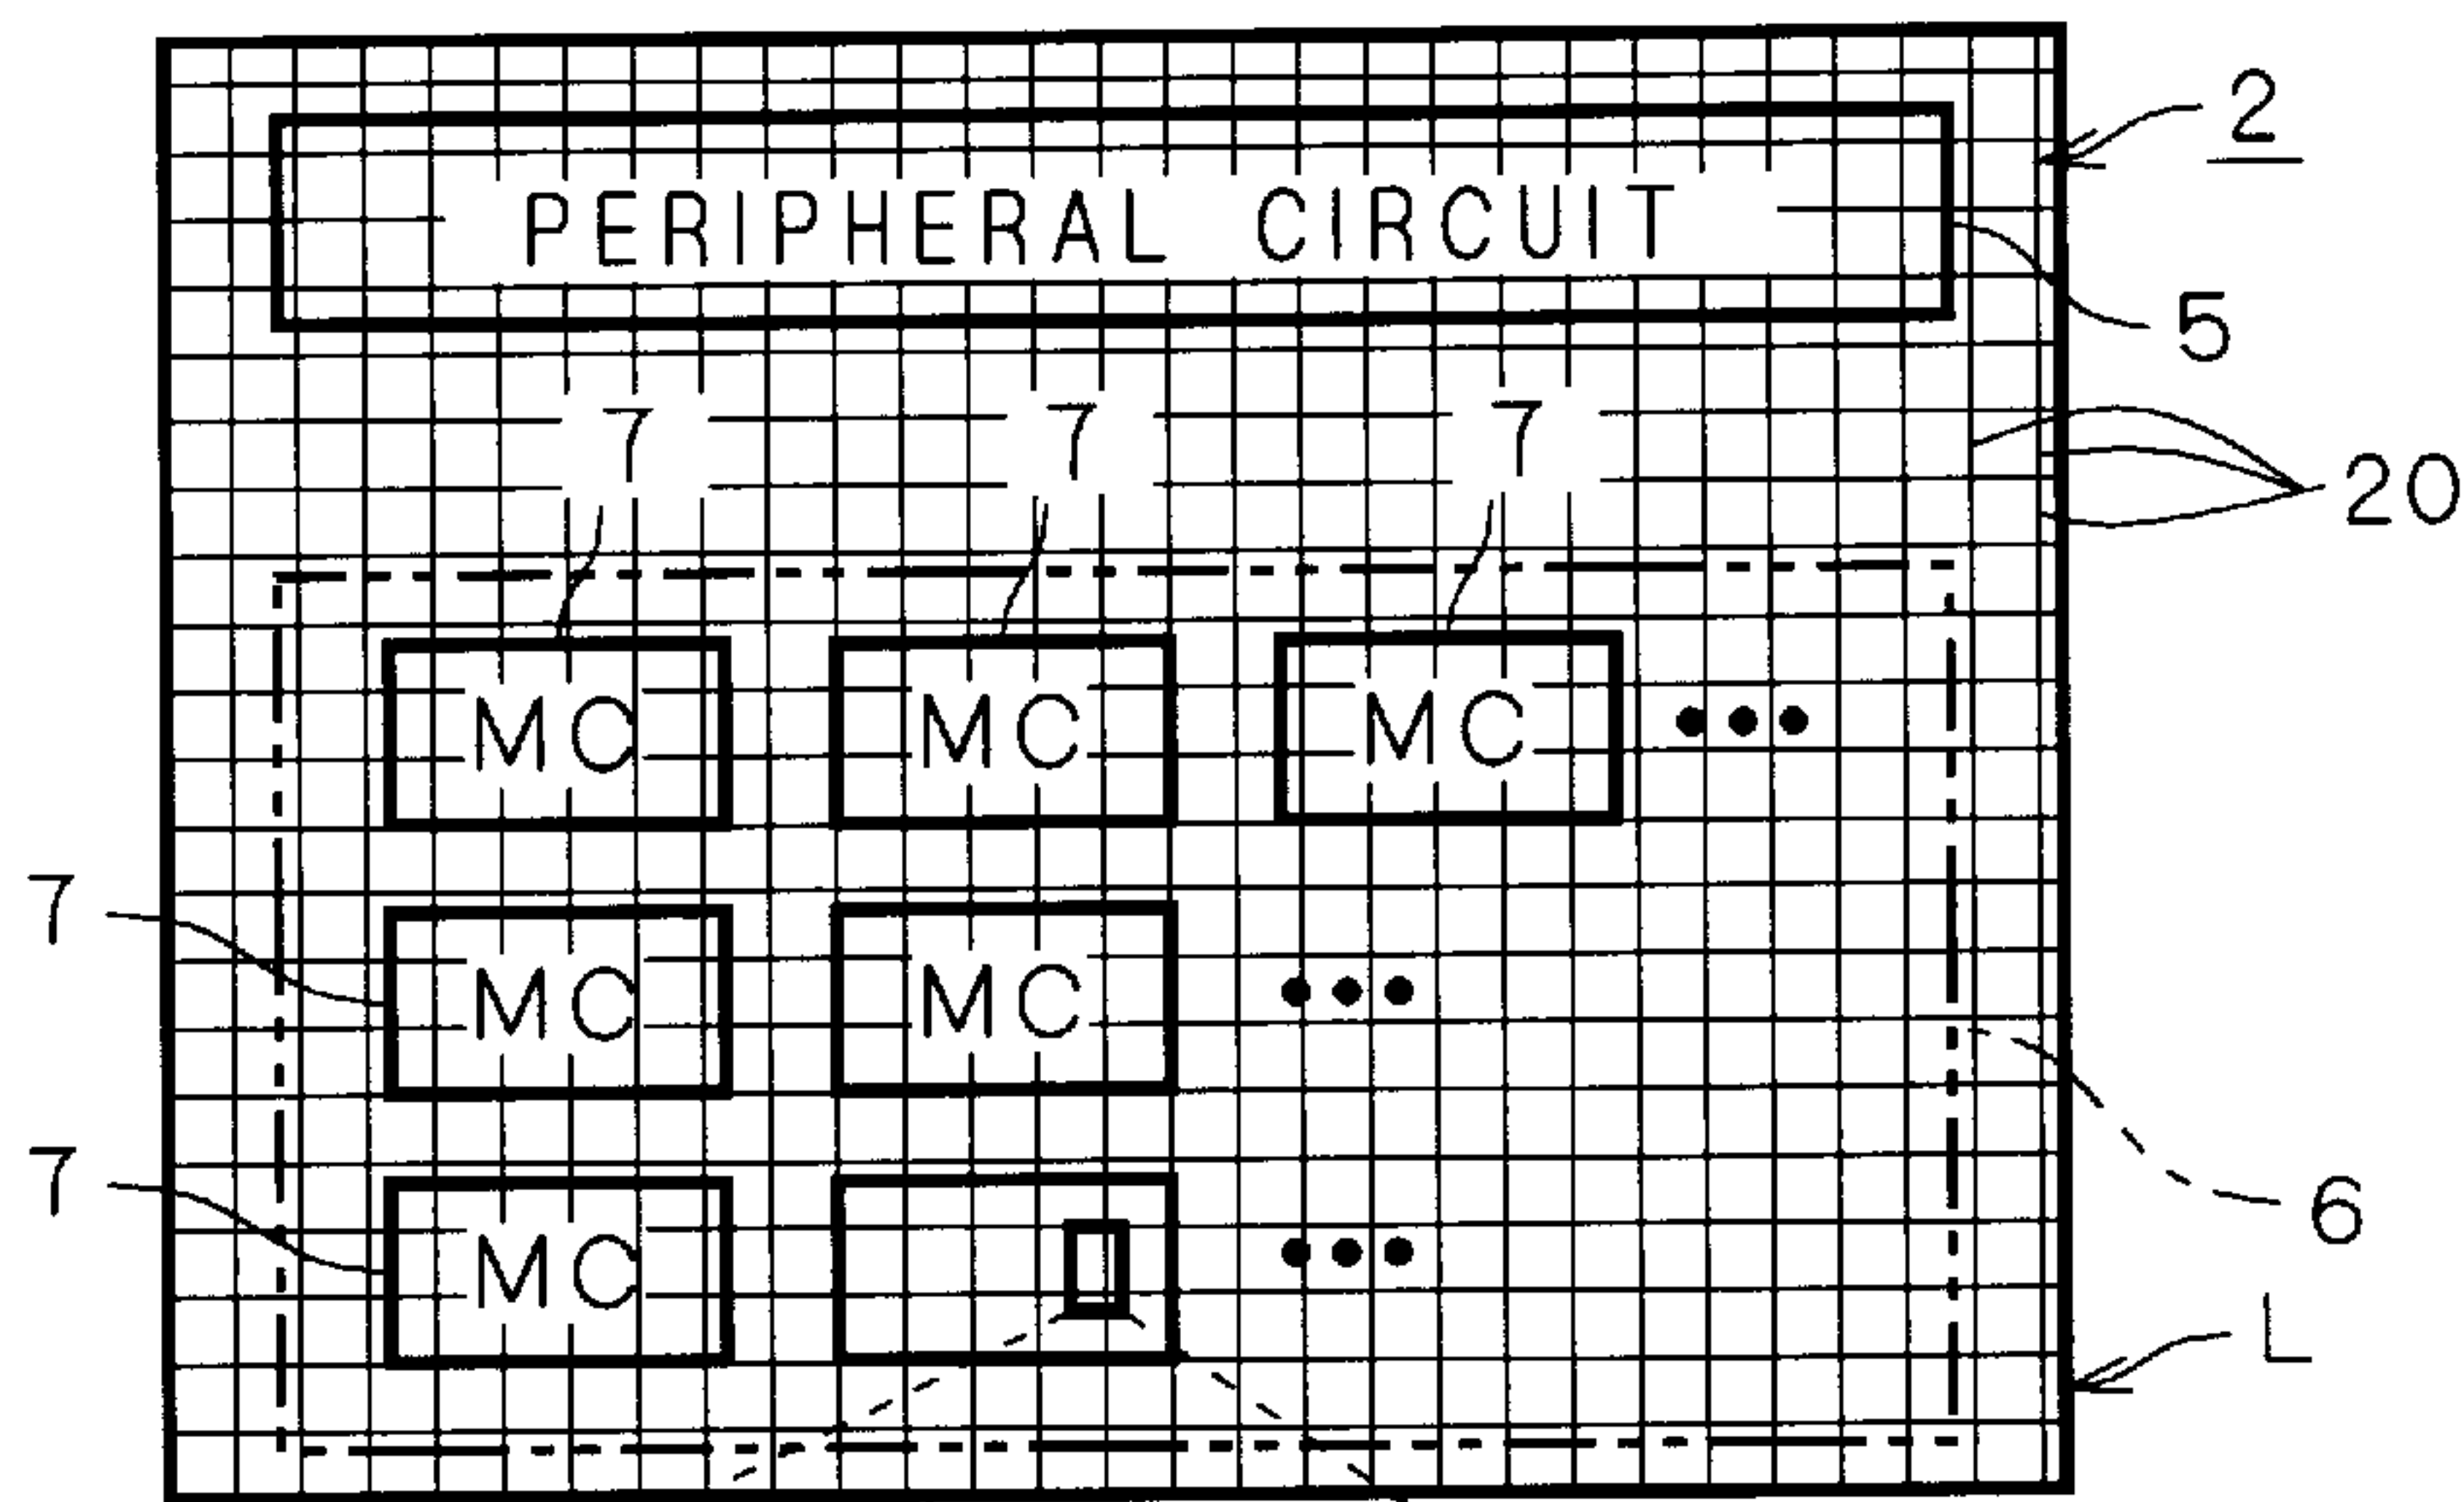 2
PERIPHERAL CIRCUIT
5
7 7 7
20
MC MC MC •••
7
MC MC •••
7
6
MC •••
L